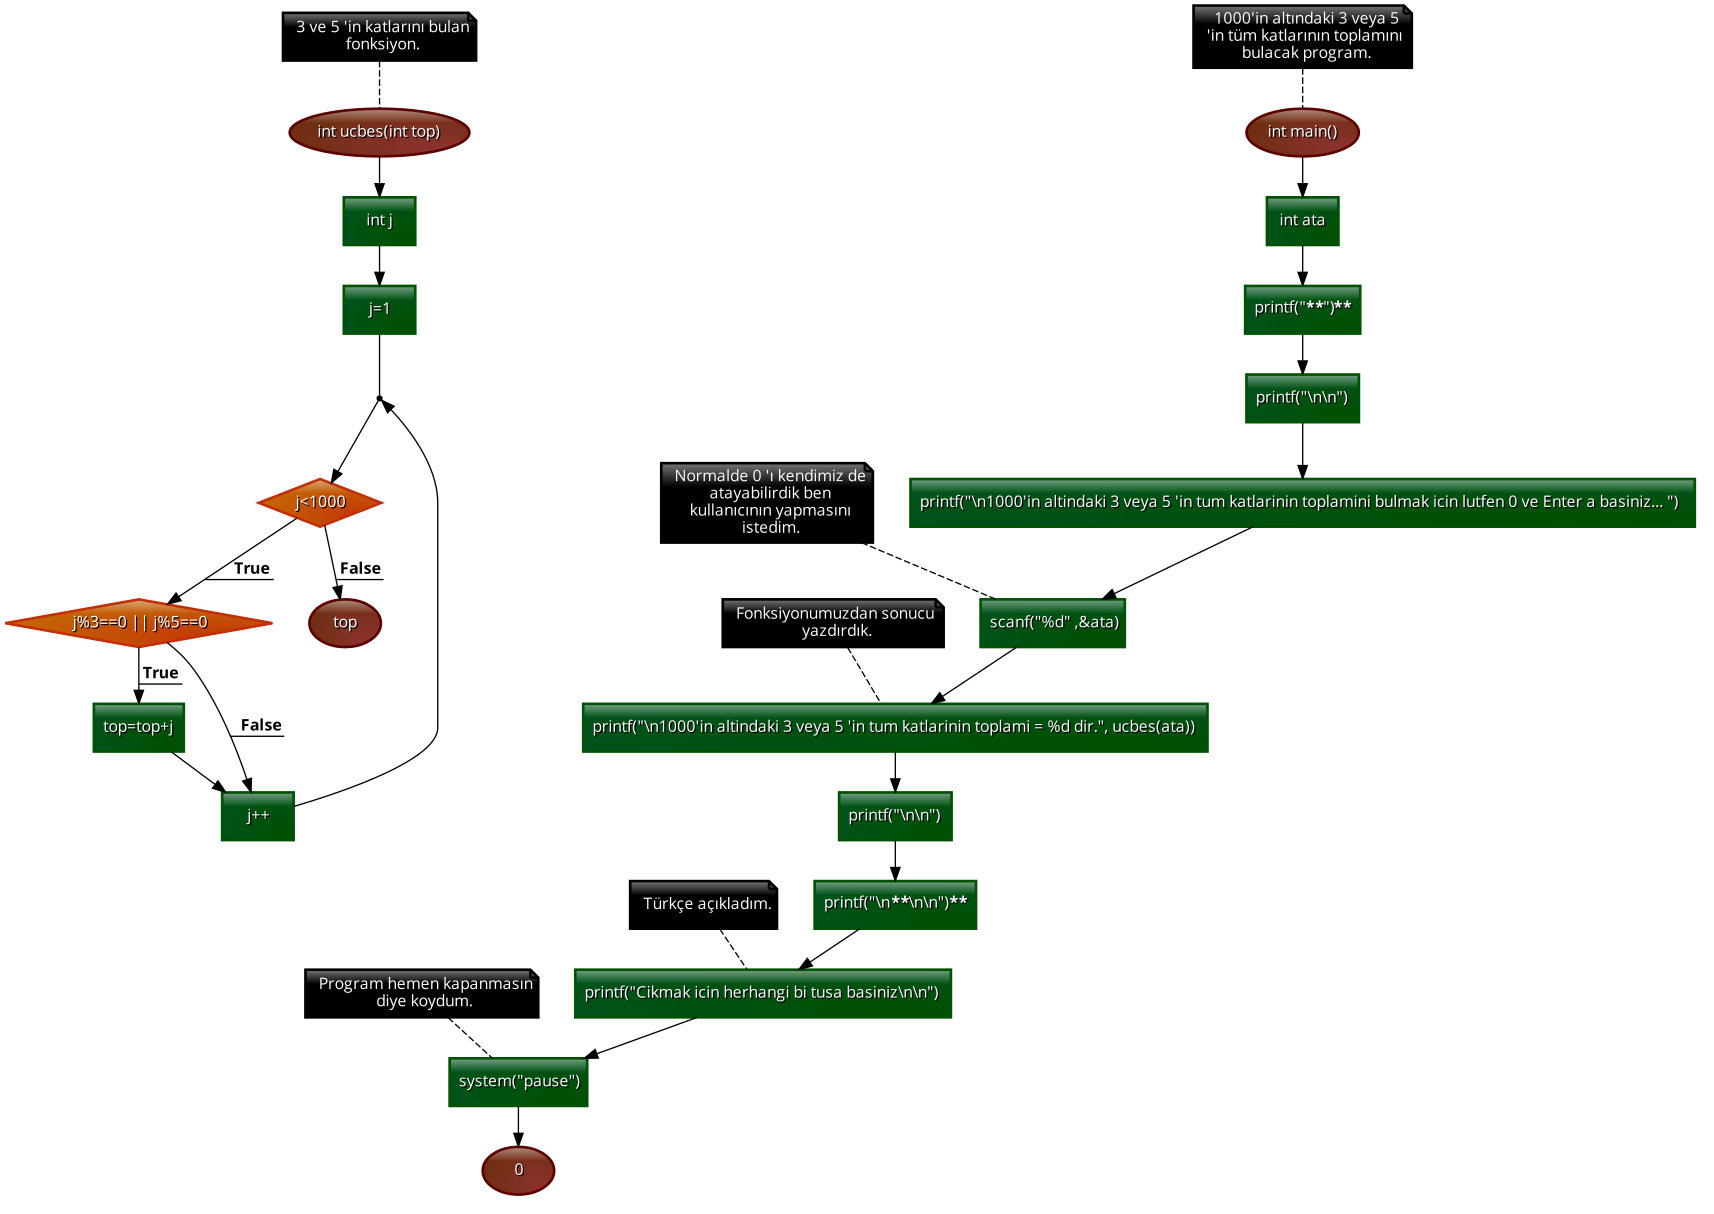 3 ve 5 'in katlarını bulan
fonksiyon.
int ucbes(int top)
int j
j=1
j<1000
True
False
j%3==0 || j%5==0
top
True
top=top+j
False
j++
1000'in altındaki 3 veya 5
'in tüm katlarının toplamını
bulacak program.
int main()
int ata
printf("**")**
printf("\n\n")
printf("\n1000'in altindaki 3 veya 5 'in tum katlarinin toplamini bulmak icin lutfen 0 ve Enter a basiniz... ")
Normalde 0 'ı kendimiz de
atayabilirdik ben
kullanıcının yapmasını
istedim.
scanf("%d" ,&ata)
Fonksiyonumuzdan sonucu
yazdırdık.
printf("\n1000'in altindaki 3 veya 5 'in tum katlarinin toplami = %d dir.", ucbes(ata))
printf("\n\n")
printf("\n**\n\n")**
Türkçe açıkladım.
printf("Cikmak icin herhangi bi tusa basiniz\n\n")
Program hemen kapanmasın
diye koydum.
system("pause")
0